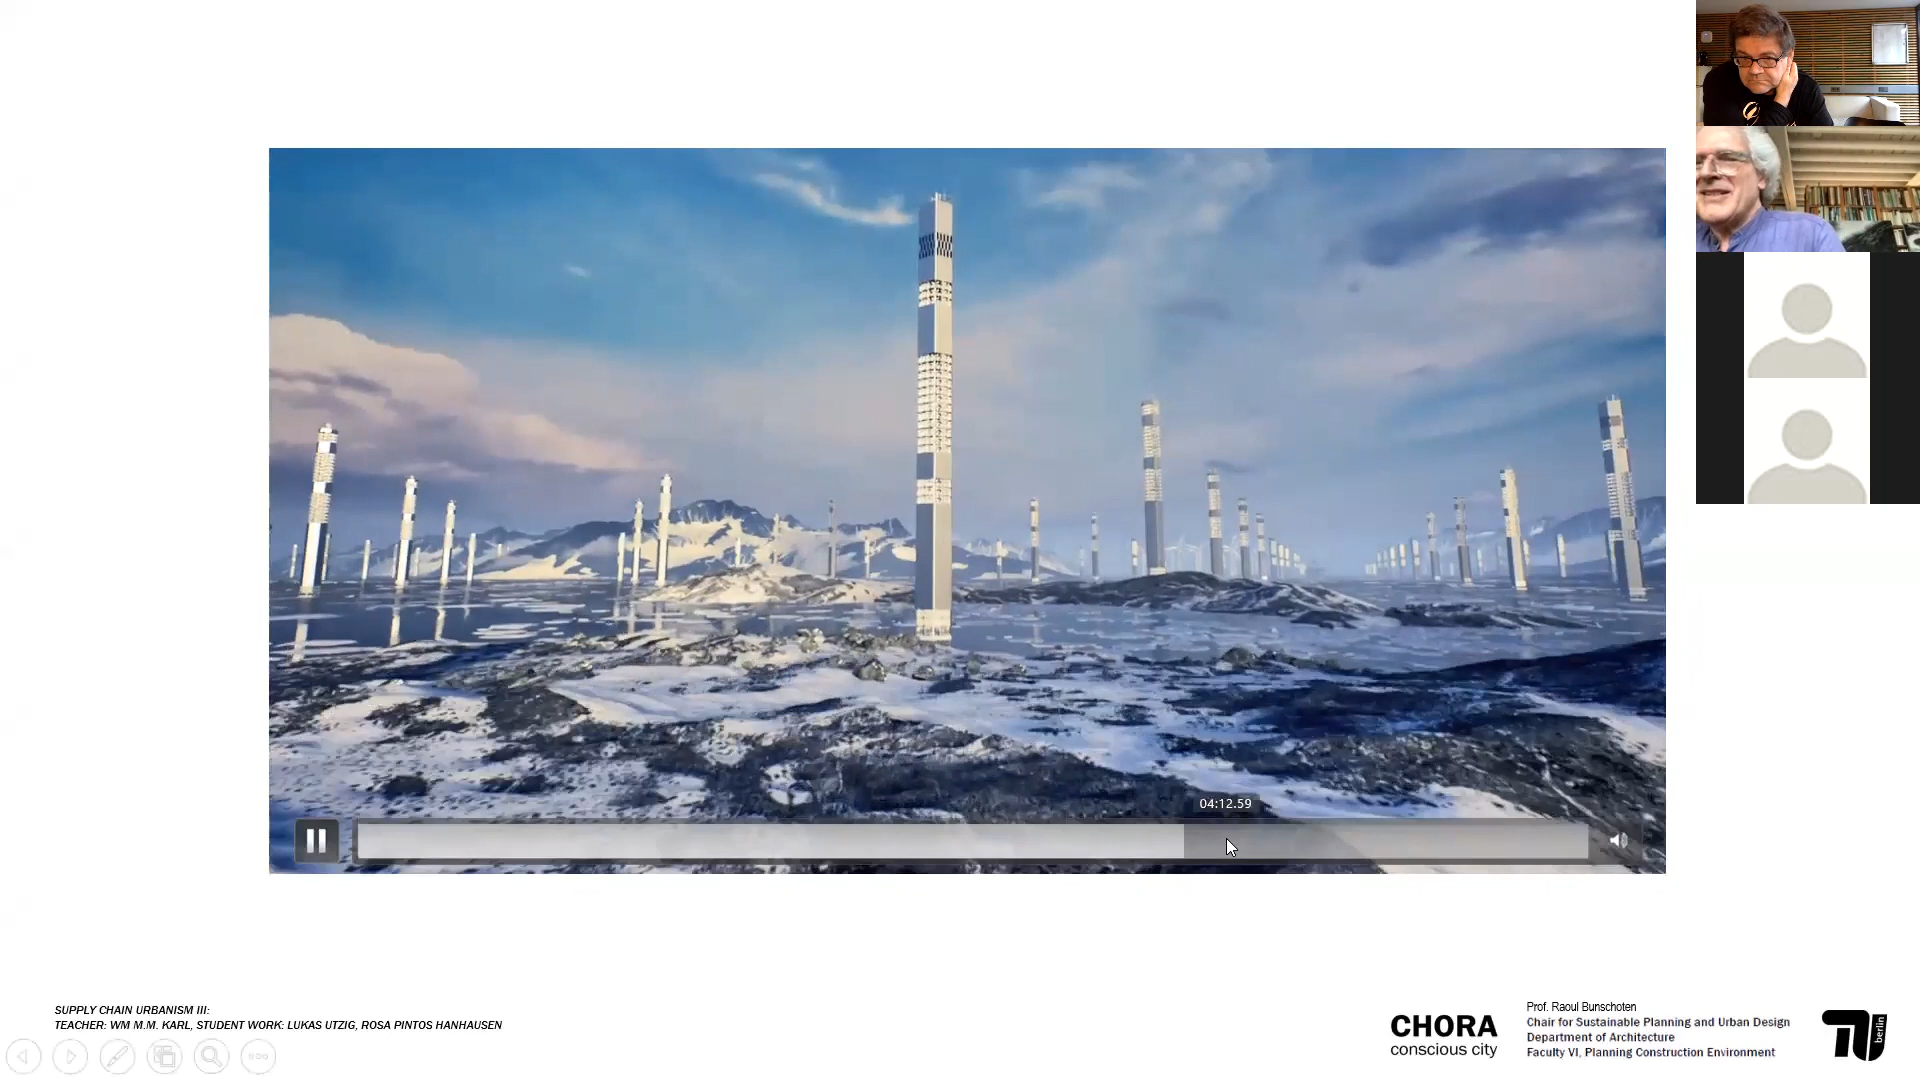 04:12.59
SUPPLY CHAIN URBANISM III:
TEACHER: WM M.M. KARL, STUDENT WORK: LUKAS UTZIG, ROSA PINTOS HANHAUSEN
CHORA
conscious city
Prof. Raoul Bunschoten
Chair for Sustainable Planning and Urban Design
Department of Architecture
Faculty VI, Planning Construction Environment
TU
berlin